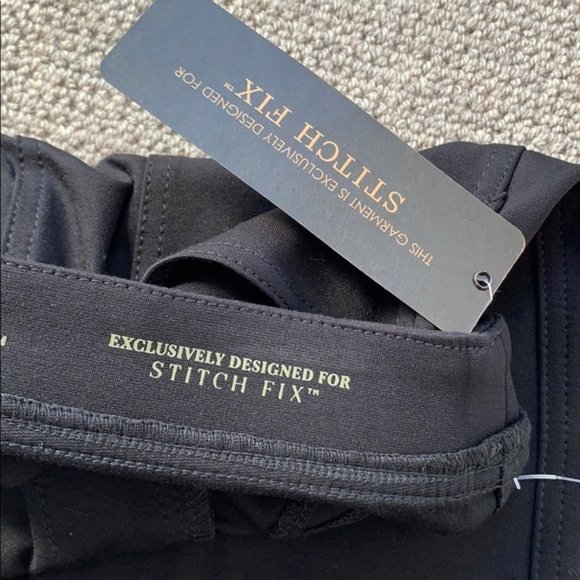 THIS GARMENT IS EXCLUSIVELY DESIGNED FOR
STITCH FIX™
EXCLUSIVELY DESIGNED FOR
STITCH FIX™